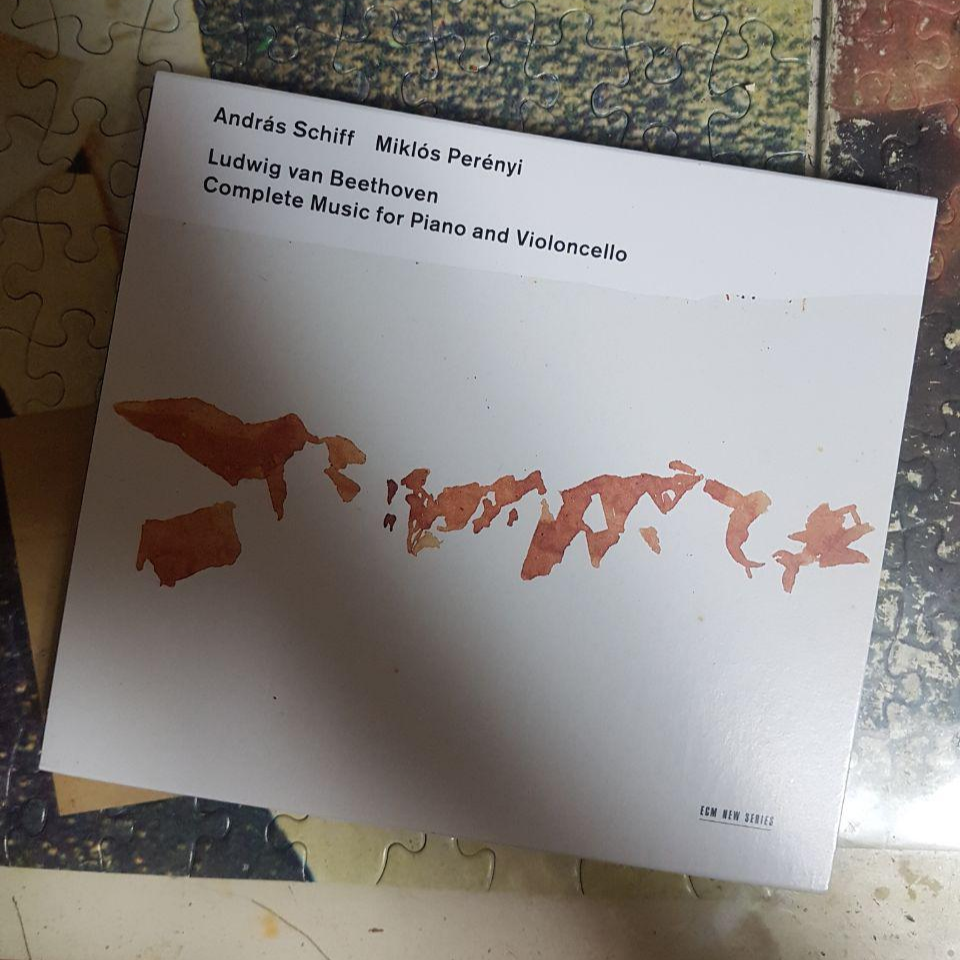 András Schiff Miklós Perényi
Ludwig van Beethoven
Complete Music for Piano and Violoncello
ECM NEW SERIES